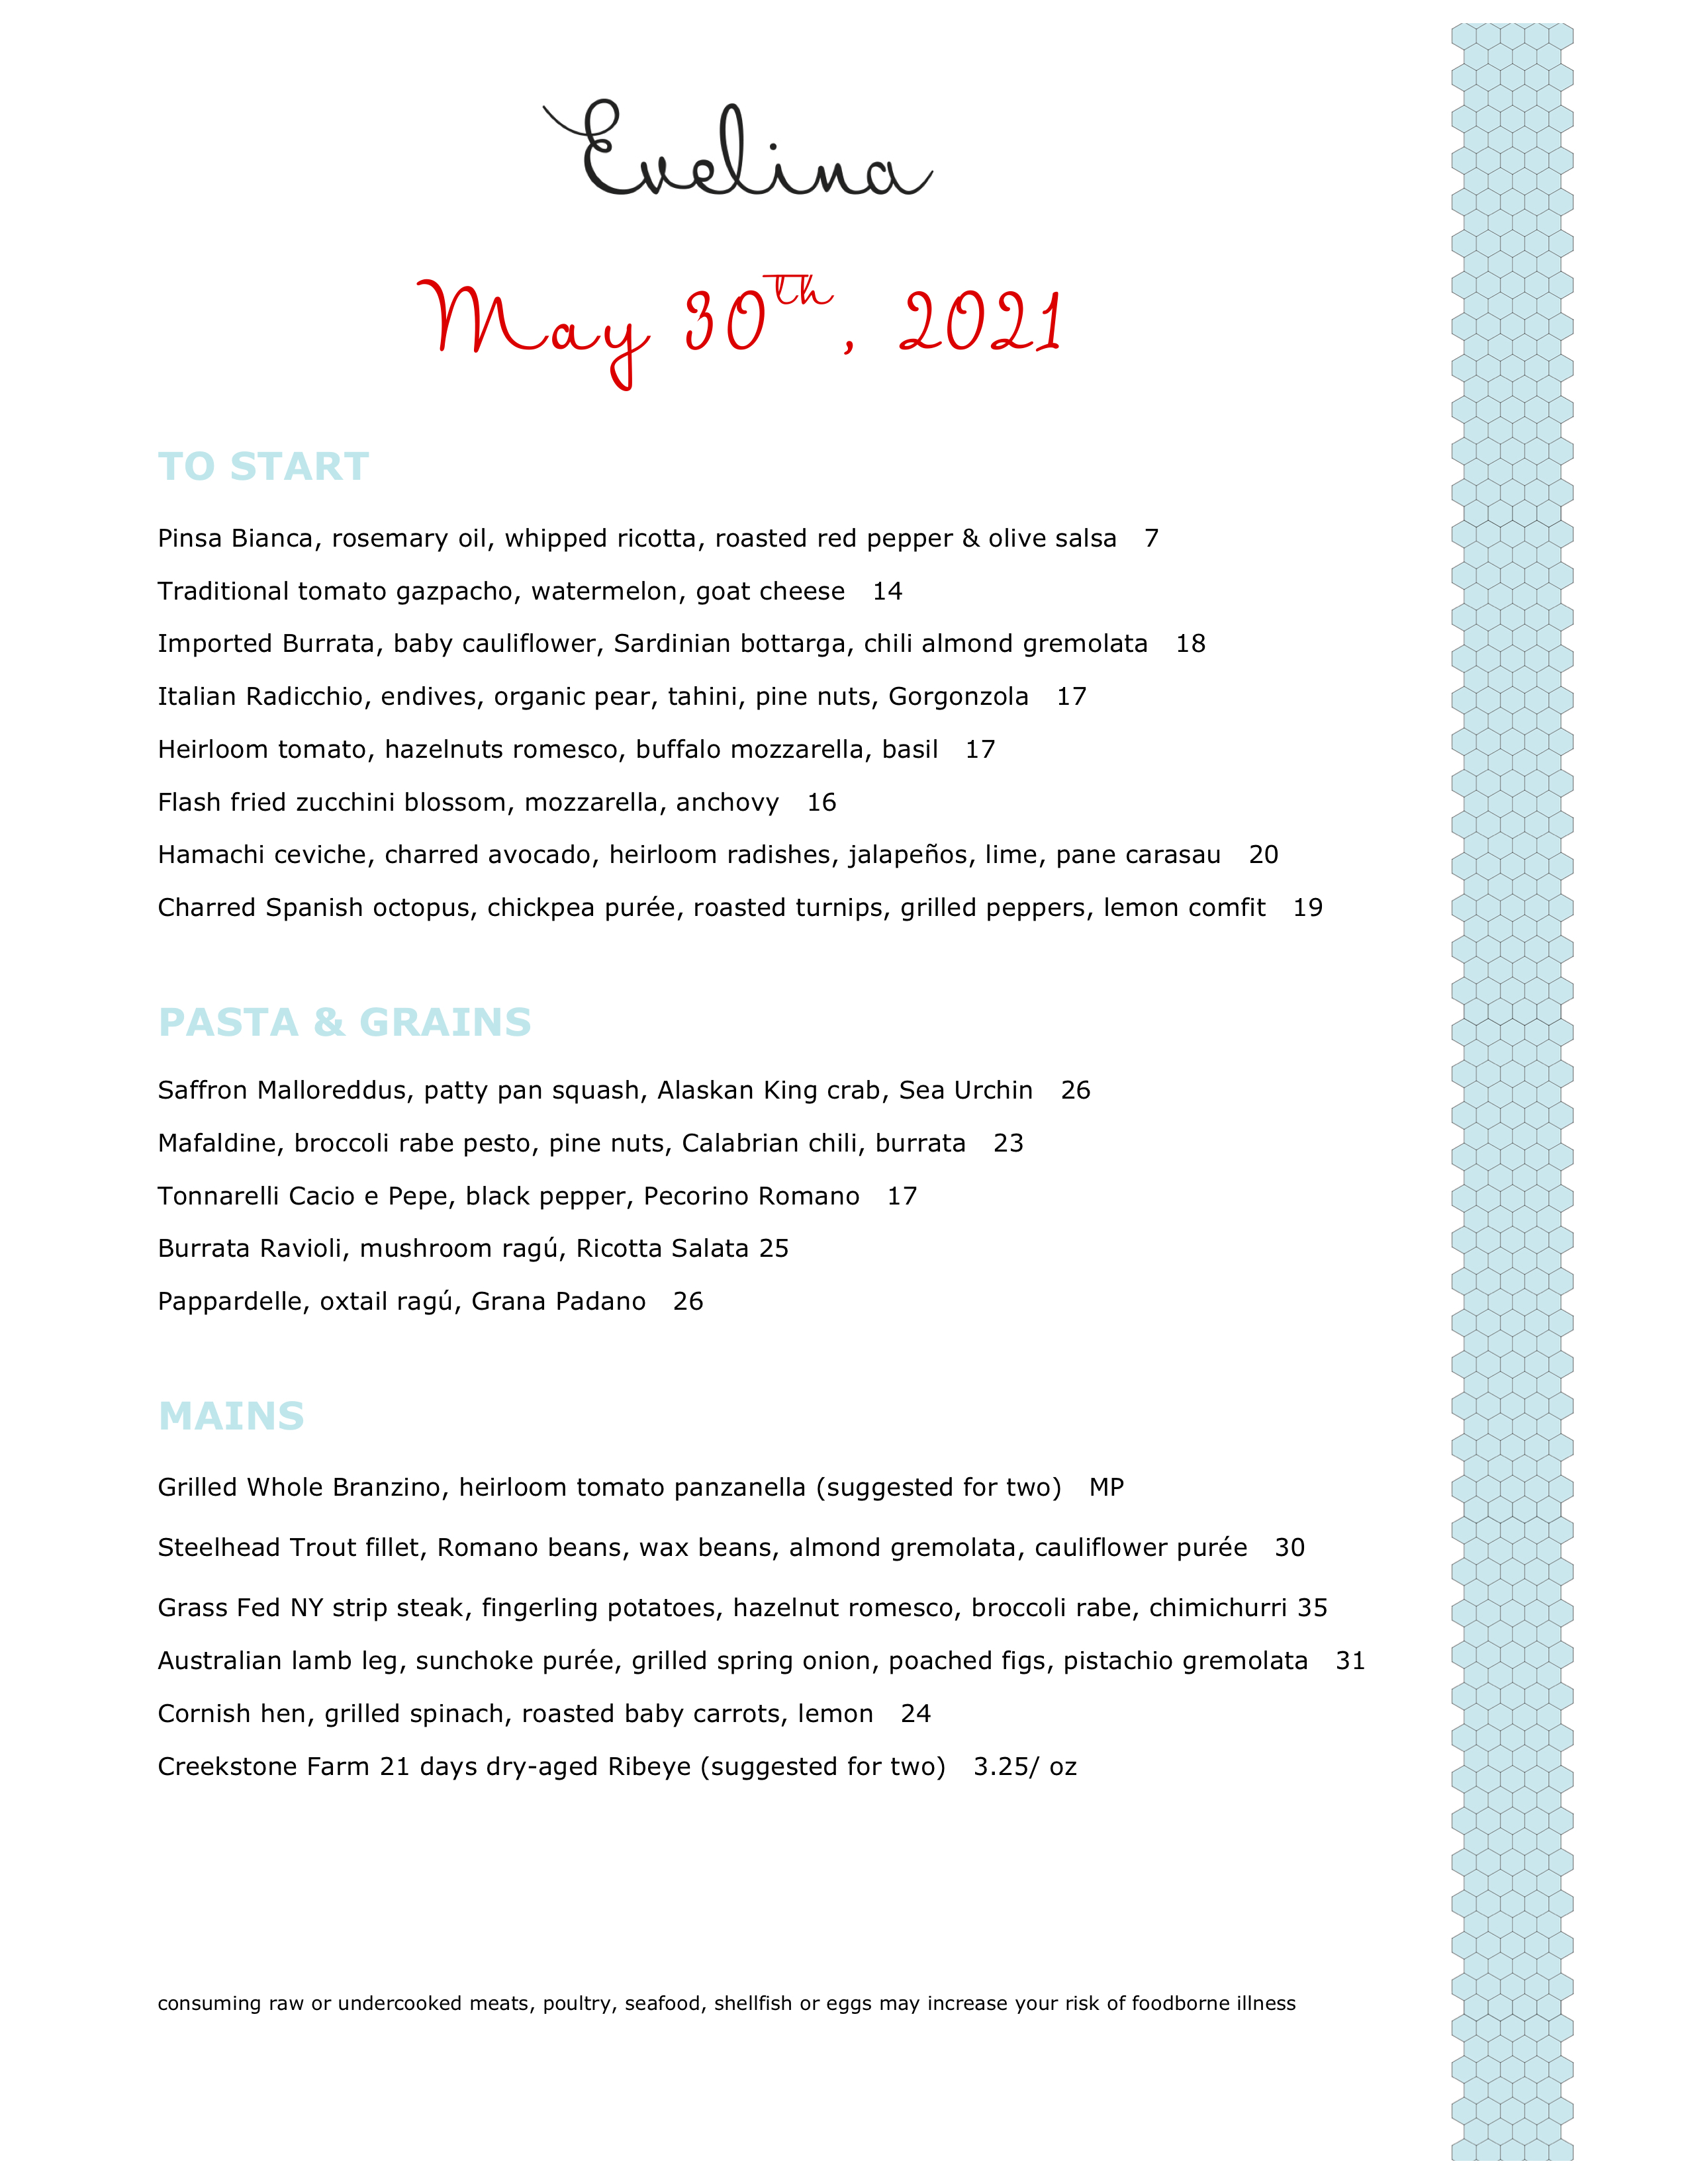 Evelina
May 30th, 2021
TO START
Pinsa Bianca, rosemary oil, whipped ricotta, roasted red pepper & olive salsa 7
Traditional tomato gazpacho, watermelon, goat cheese 14
Imported Burrata, baby cauliflower, Sardinian bottarga, chili almond gremolata 18
Italian Radicchio, endives, organic pear, tahini, pine nuts, Gorgonzola 17
Heirloom tomato, hazelnuts romesco, buffalo mozzarella, basil 17
Flash fried zucchini blossom, mozzarella, anchovy 16
Hamachi ceviche, charred avocado, heirloom radishes, jalapeños, lime, pane carasau 20
Charred Spanish octopus, chickpea purée, roasted turnips, grilled peppers, lemon comfit 19
PASTA & GRAINS
Saffron Malloreddus, patty pan squash, Alaskan King crab, Sea Urchin 26
Mafaldine, broccoli rabe pesto, pine nuts, Calabrian chili, burrata 23
Tonnarelli Cacio e Pepe, black pepper, Pecorino Romano 17
Burrata Ravioli, mushroom ragú, Ricotta Salata 25
Pappardelle, oxtail ragú, Grana Padano 26
MAINS
Grilled Whole Branzino, heirloom tomato panzanella (suggested for two) MP
Steelhead Trout fillet, Romano beans, wax beans, almond gremolata, cauliflower purée 30
Grass Fed NY strip steak, fingerling potatoes, hazelnut romesco, broccoli rabe, chimichurri 35
Australian lamb leg, sunchoke purée, grilled spring onion, poached figs, pistachio gremolata 31
Cornish hen, grilled spinach, roasted baby carrots, lemon 24
Creekstone Farm 21 days dry-aged Ribeye (suggested for two) 3.25/ oz
consuming raw or undercooked meats, poultry, seafood, shellfish or eggs may increase your risk of foodborne illness